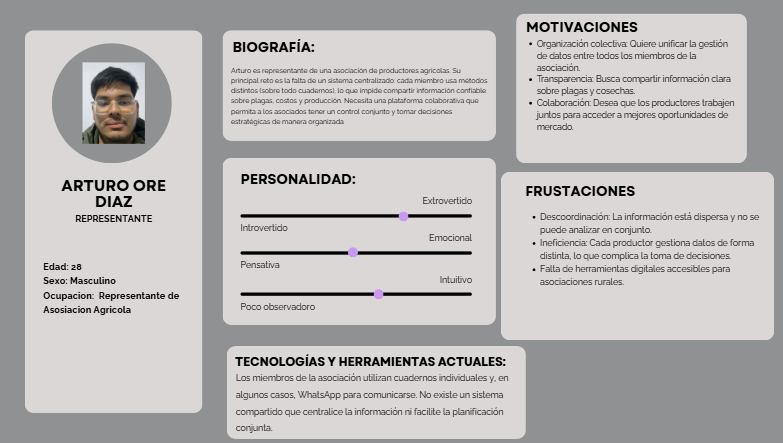 ARTURO ORE
DIAZ
REPRESENTANTE
Edad: 28
Sexo: Masculino
Ocupacion: Representante de
Asosiacion Agricola
BIOGRAFÍA:
Arturo es representante de una asociación de productores agrícolas. Su
principal reto es la falta de un sistema centralizado: cada miembro usa métodos
distintos (sobre todo cuadernos), lo que impide compartir información confiable
sobre plagas, costos y producción. Necesita una plataforma colaborativa que
permita a los asociados tener un control conjunto y tomar decisiones
estratégicas de manera organizada
PERSONALIDAD:
Extrovertido
Introvertido
Emocional
Pensativa
Intuitivo
Poco observadoro
TECNOLOGÍAS Y HERRAMIENTAS ACTUALES:
Los miembros de la asociación utilizan cuadernos individuales y, en
algunos casos, WhatsApp para comunicarse. No existe un sistema
compartido que centralice la información ni facilite la planificación
conjunta.
MOTIVACIONES
• Organización colectiva: Quiere unificar la gestión
de datos entre todos los miembros de la
asociación.
• Transparencia: Busca compartir información clara
sobre plagas y cosechas.
• Colaboración: Desea que los productores trabajen
juntos para acceder a mejores oportunidades de
mercado.
FRUSTACIONES
• Descoordinación: La información está dispersa y no se
puede analizar en conjunto.
• Ineficiencia: Cada productor gestiona datos de forma
distinta, lo que complica la toma de decisiones.
• Falta de herramientas digitales accesibles para
asociaciones rurales.